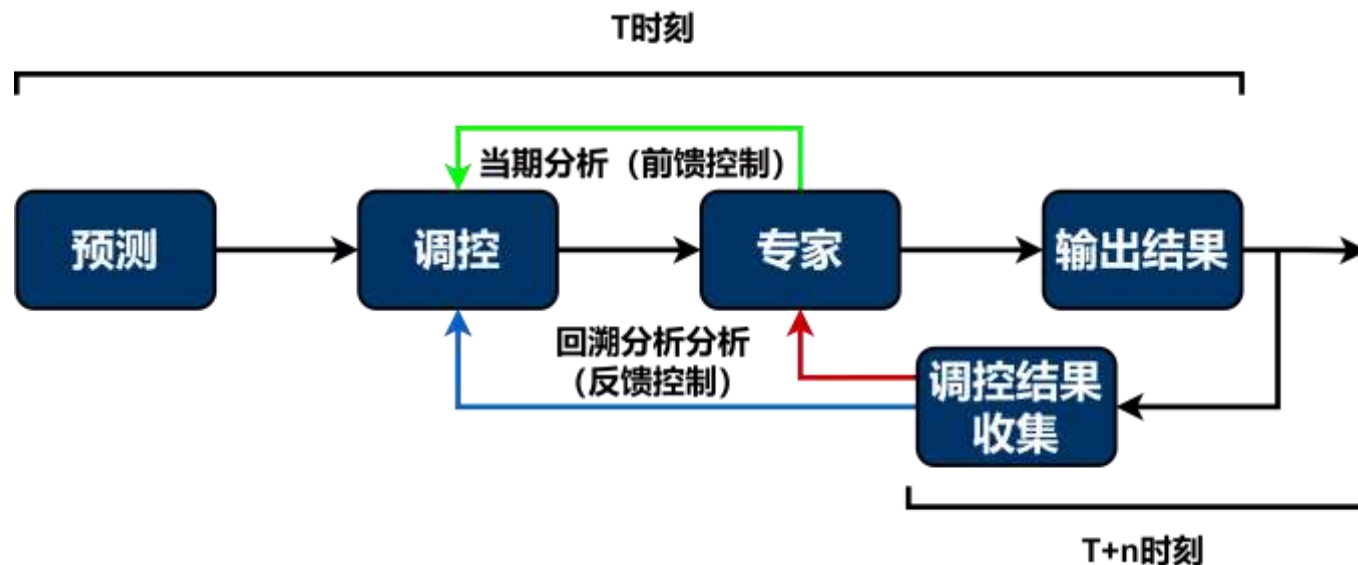 T时刻
当期分析（前馈控制）
预测
调控
专家
输出结果
回溯分析分析
（反馈控制）
调控结果
收集
T+n时刻